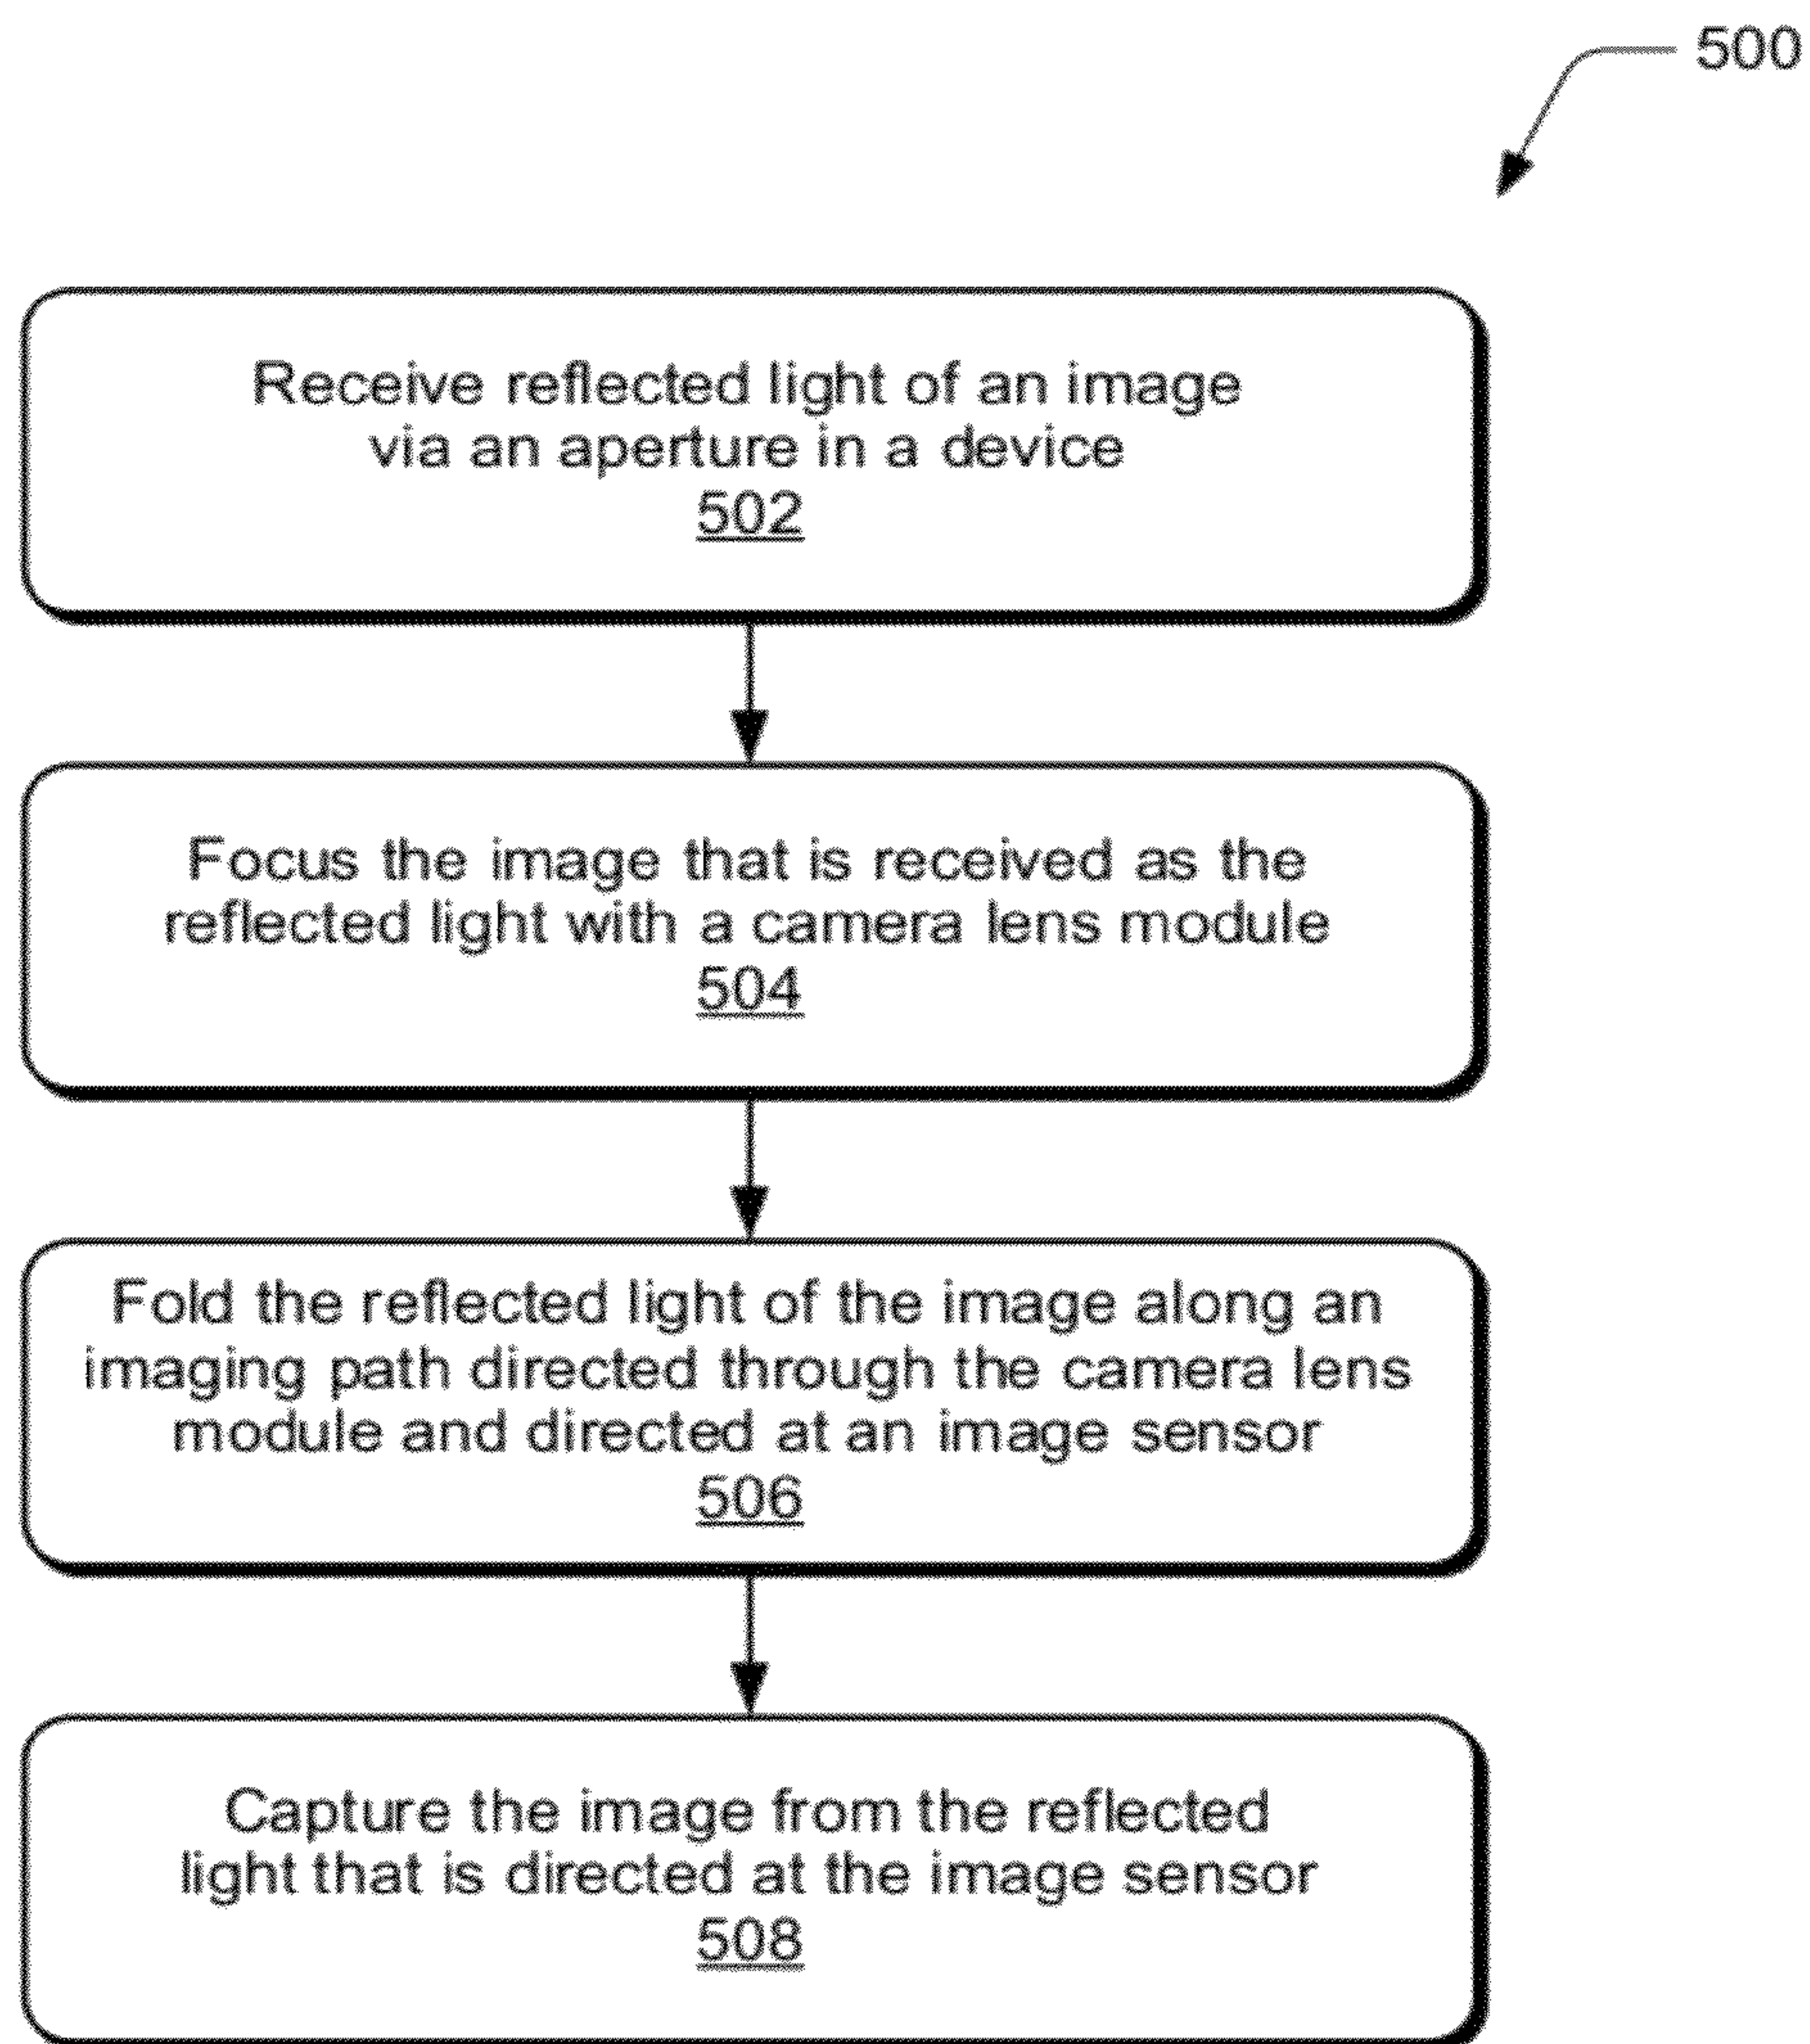 500
Receive reflected light of an image
via an aperture in a device
502
Focus the image that is received as the
reflected light with a camera lens module
504
Fold the reflected light of the image along an
imaging path directed through the camera lens
module and directed at an image sensor
506
Capture the image from the reflected
light that is directed at the image sensor
508